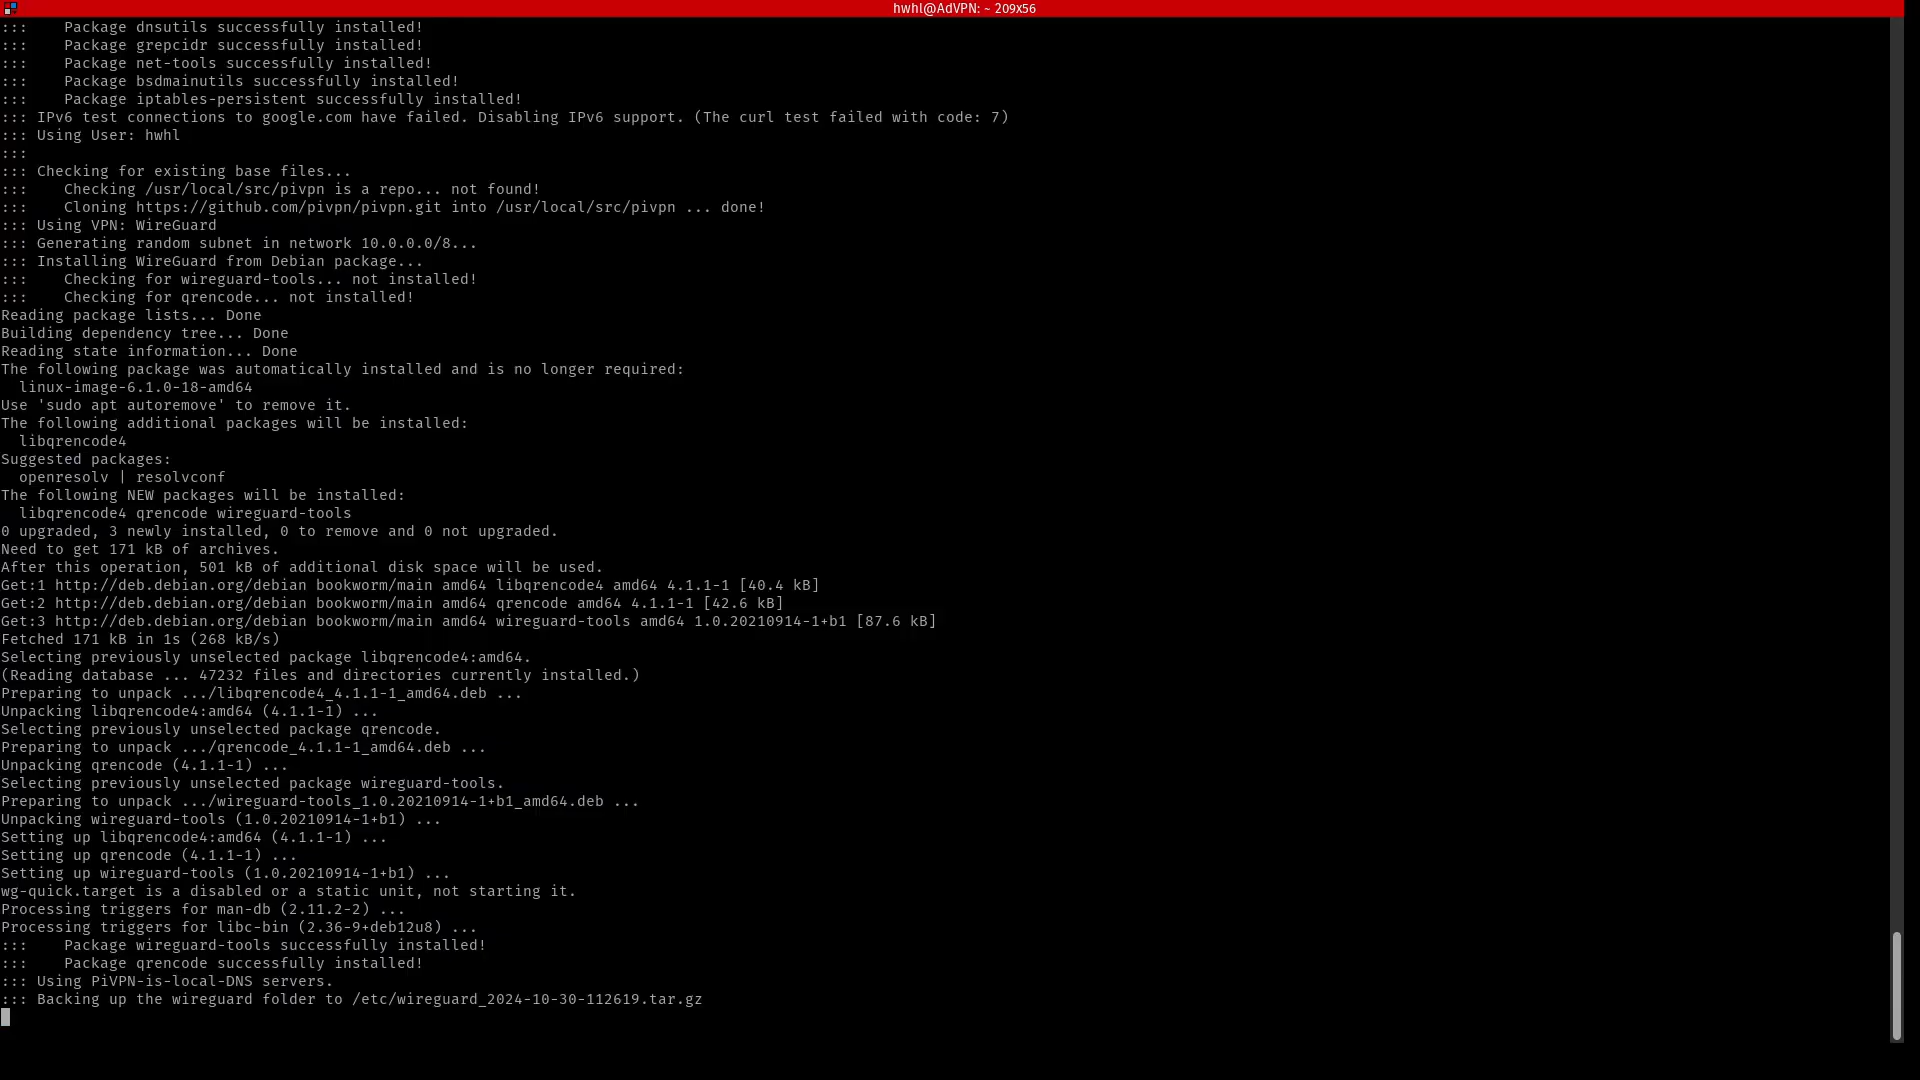 hwhl@AdVPN: ~ 209x56
:::    Package dnsutils successfully installed!
:::    Package grepcidr successfully installed!
:::    Package net-tools successfully installed!
:::    Package bsdmainutils successfully installed!
:::    Package iptables-persistent successfully installed!
::: IPv6 test connections to google.com have failed. Disabling IPv6 support. (The curl test failed with code: 7)
::: Using User: hwhl
:::
::: Checking for existing base files...
:::    Checking /usr/local/src/pivpn is a repo... not found!
:::    Cloning https://github.com/pivpn/pivpn.git into /usr/local/src/pivpn ... done!
::: Using VPN: WireGuard
::: Generating random subnet in network 10.0.0.0/8...
::: Installing WireGuard from Debian package...
:::    Checking for wireguard-tools... not installed!
:::    Checking for qrencode... not installed!
Reading package lists... Done
Building dependency tree... Done
Reading state information... Done
The following package was automatically installed and is no longer required:
  linux-image-6.1.0-18-amd64
Use 'sudo apt autoremove' to remove it.
The following additional packages will be installed:
  libqrencode4
Suggested packages:
  openresolv | resolvconf
The following NEW packages will be installed:
  libqrencode4 qrencode wireguard-tools
0 upgraded, 3 newly installed, 0 to remove and 0 not upgraded.
Need to get 171 kB of archives.
After this operation, 501 kB of additional disk space will be used.
Get:1 http://deb.debian.org/debian bookworm/main amd64 libqrencode4 amd64 4.1.1-1 [40.4 kB]
Get:2 http://deb.debian.org/debian bookworm/main amd64 qrencode amd64 4.1.1-1 [42.6 kB]
Get:3 http://deb.debian.org/debian bookworm/main amd64 wireguard-tools amd64 1.0.20210914-1+b1 [87.6 kB]
Fetched 171 kB in 1s (268 kB/s)
Selecting previously unselected package libqrencode4:amd64.
(Reading database ... 47232 files and directories currently installed.)
Preparing to unpack .../libqrencode4_4.1.1-1_amd64.deb ...
Unpacking libqrencode4:amd64 (4.1.1-1) ...
Selecting previously unselected package qrencode.
Preparing to unpack .../qrencode_4.1.1-1_amd64.deb ...
Unpacking qrencode (4.1.1-1) ...
Selecting previously unselected package wireguard-tools.
Preparing to unpack .../wireguard-tools_1.0.20210914-1+b1_amd64.deb ...
Unpacking wireguard-tools (1.0.20210914-1+b1) ...
Setting up libqrencode4:amd64 (4.1.1-1) ...
Setting up qrencode (4.1.1-1) ...
Setting up wireguard-tools (1.0.20210914-1+b1) ...
wg-quick.target is a disabled or a static unit, not starting it.
Processing triggers for man-db (2.11.2-2) ...
Processing triggers for libc-bin (2.36-9+deb12u8) ...
:::    Package wireguard-tools successfully installed!
:::    Package qrencode successfully installed!
::: Using PiVPN-is-local-DNS servers.
::: Backing up the wireguard folder to /etc/wireguard_2024-10-30-112619.tar.gz